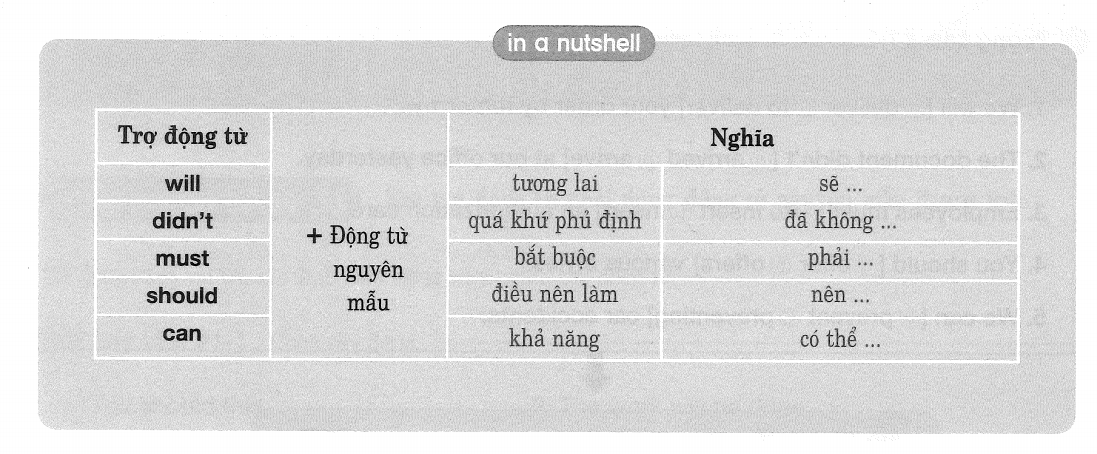 in a nutshell
Trợ động từ
Nghĩa
will
tương lai
sẽ ...
didn't
quá khứ phủ định
đã không ...
+ Động từ
nguyên
mẫu
must
bắt buộc
phải ...
should
điều nên làm
nên ...
can
khả năng
có thể ...